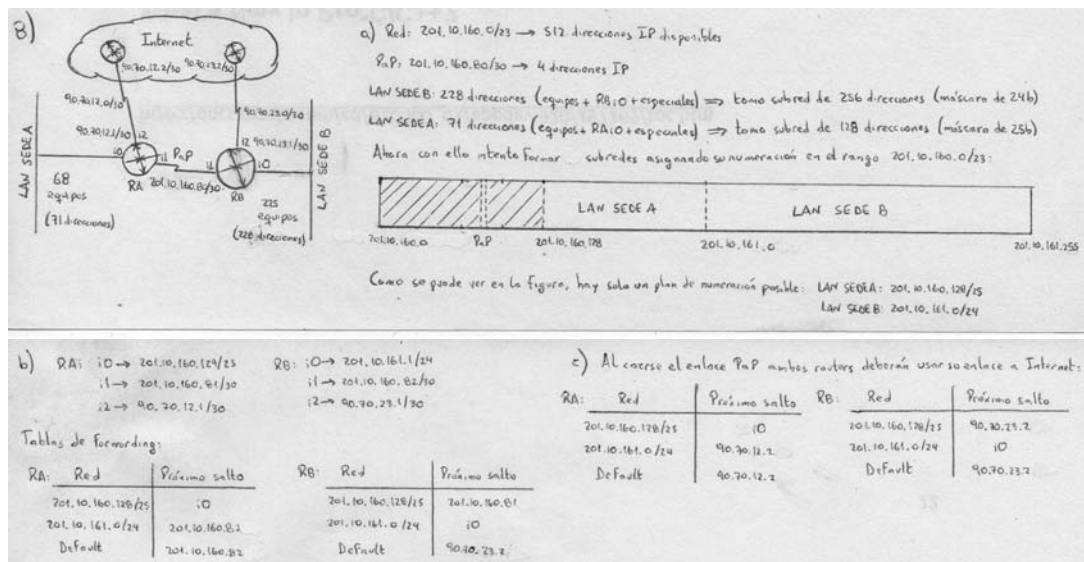 8)
Internet
90.70.12.2/30 90.70.23.2/30
90.70.12.0/30
90.70.23.0/30
90.70.12.1/30 i2
i2 90.70.23.1/30
LAN SEDE A
i0
i1 PaP
i1
i0
LAN SEDE B
RA
201.10.160.80/30
RB
68 equipos
(71 direcciones)
225 equipos
(228 direcciones)
a) Red: 201.10.160.0/23 → 512 direcciones IP disponibles
PaP: 201.10.160.80/30 → 4 direcciones IP
LAN SEDE B: 228 direcciones (equipos + RBi0 + especiales) ⇒ tomo subred de 256 direcciones (máscara de 24b)
LAN SEDE A: 71 direcciones (equipos + RAi0 + especiales) ⇒ tomo subred de 128 direcciones (máscara de 25b)
Ahora con ello intento formar subredes asignando su numeración en el rango 201.10.160.0/23:
LAN SEDE A LAN SEDE B
201.10.160.0 PaP 201.10.160.128 201.10.161.0 201.10.161.255
Como se puede ver en la figura, hay solo un plan de numeración posible: LAN SEDE A: 201.10.160.128/25
LAN SEDE B: 201.10.161.0/24
b) RA: i0 → 201.10.160.129/25
i1 → 201.10.160.81/30
i2 → 90.70.12.1/30
RB: i0 → 201.10.161.1/24
i1 → 201.10.160.82/30
i2 → 90.70.23.1/30
Tablas de forwarding:
RA: Red Próximo salto
201.10.160.128/25 i0
201.10.161.0/24 201.10.160.82
Default 201.10.160.82
RB: Red Próximo salto
201.10.160.128/25 201.10.160.81
201.10.161.0/24 i0
Default 90.70.23.2
c) Al caerse el enlace PaP ambos routers deberán usar su enlace a Internet:
RA: Red Próximo salto
201.10.160.128/25 i0
201.10.161.0/24 90.70.12.2
Default 90.70.12.2
RB: Red Próximo salto
201.10.160.128/25 90.70.23.2
201.10.161.0/24 i0
Default 90.70.23.2